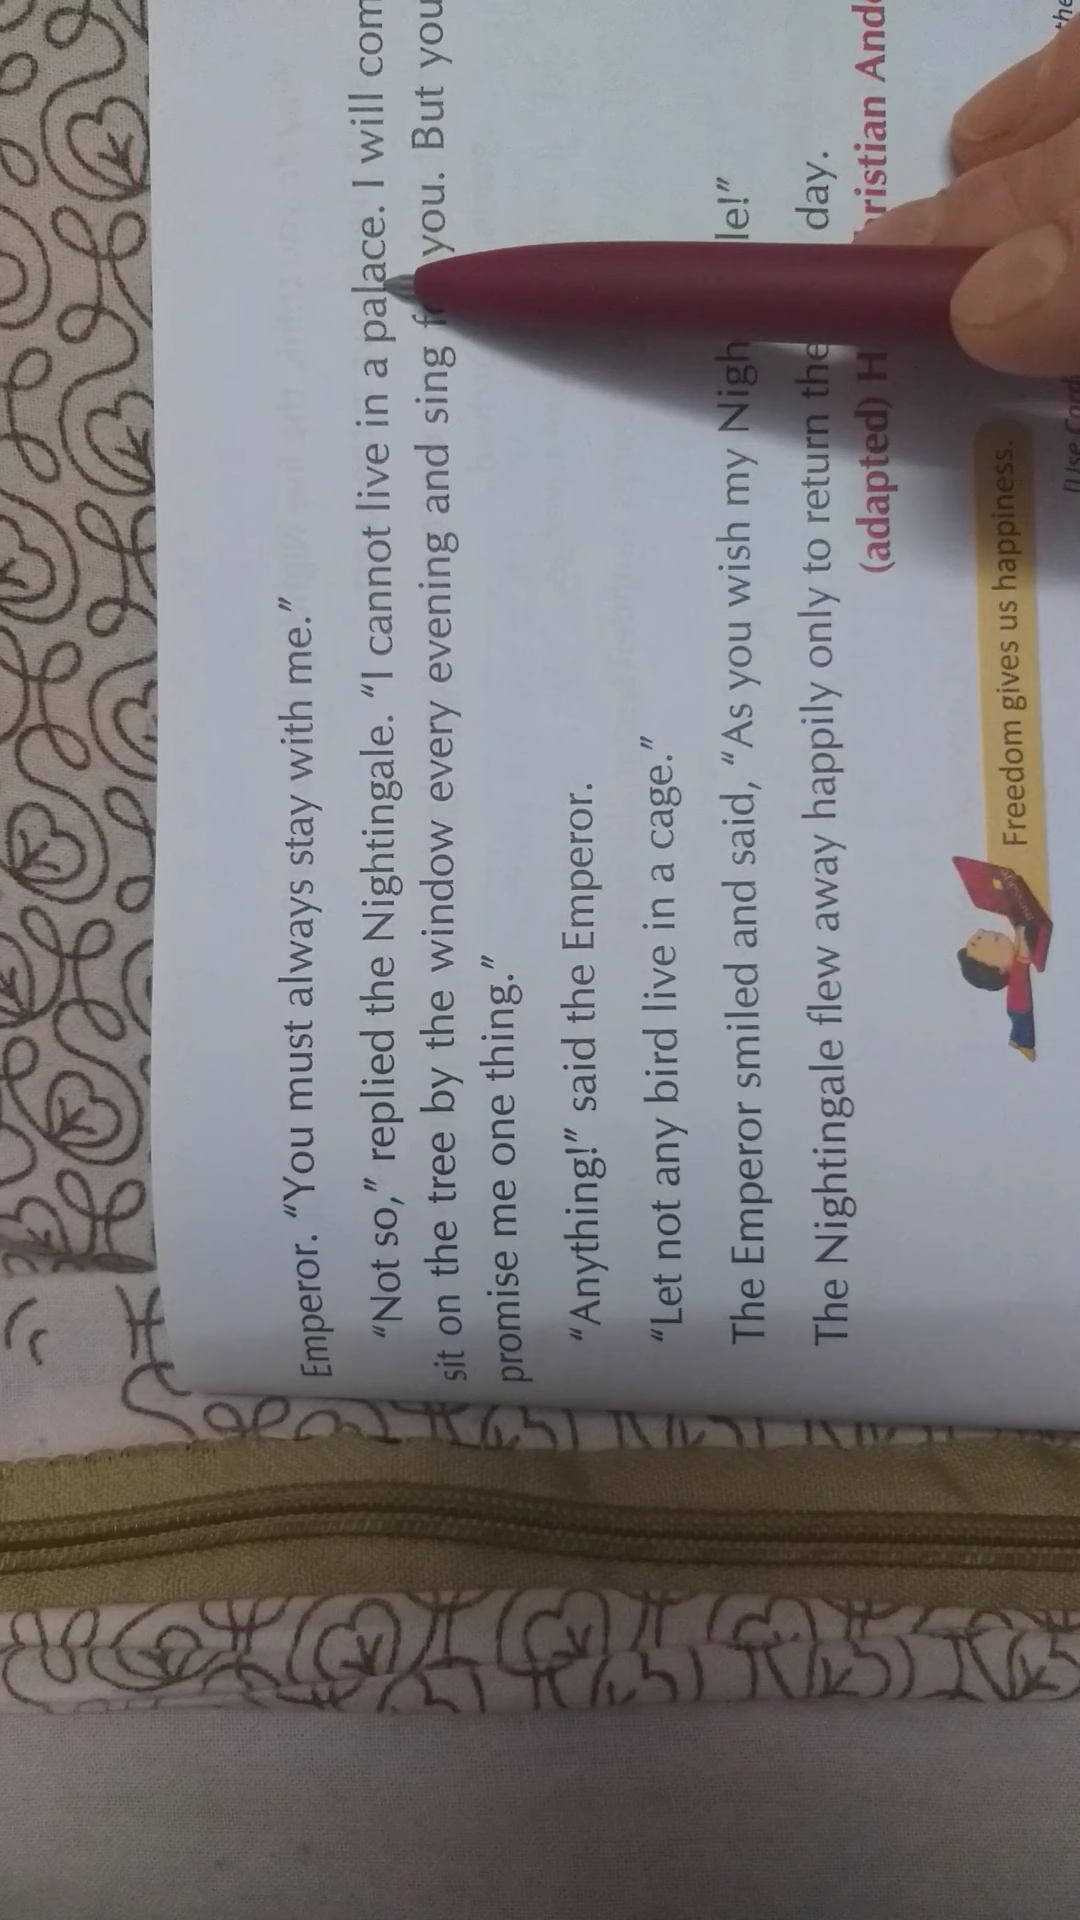 Emperor. “You must always stay with me.”
“Not so,” replied the Nightingale. “I cannot live in a palace. I will
sit on the tree by the window every evening and sing you. But you
promise me one thing.”
“Anything!” said the Emperor.
“Let not any bird live in a cage.”
The Emperor smiled and said, “As you wish my
The Nightingale flew away happily only to return the day.
(adapted)
Freedom gives us happiness.